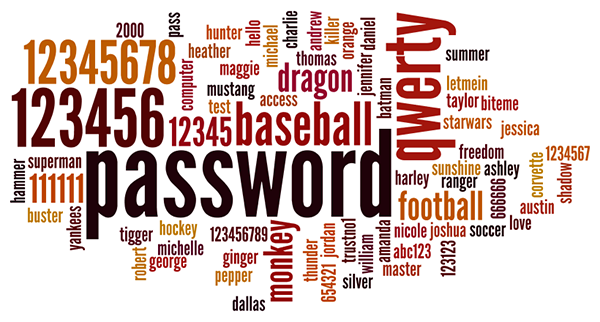 2000
pass
hunter
hello
michael
charlie
andrew
killer
orange
daniel
jennifer
heather
12345678
computer
maggie
thomas
qwerty
summer
mustang
dragon
batman
letmein
123456
test
access
taylor
biteme
12345
baseball
starwars
jessica
password
hammer
superman
freedom
1234567
111111
sunshine
ashley
corvette
shadow
harley
ranger
666666
buster
yankees
football
austin
love
tigger
hockey
123456789
monkey
jordan
trustno1
william
amanda
nicole
joshua
soccer
robert
michelle
george
ginger
pepper
thunder
654321
silver
abc123
master
123123
dallas